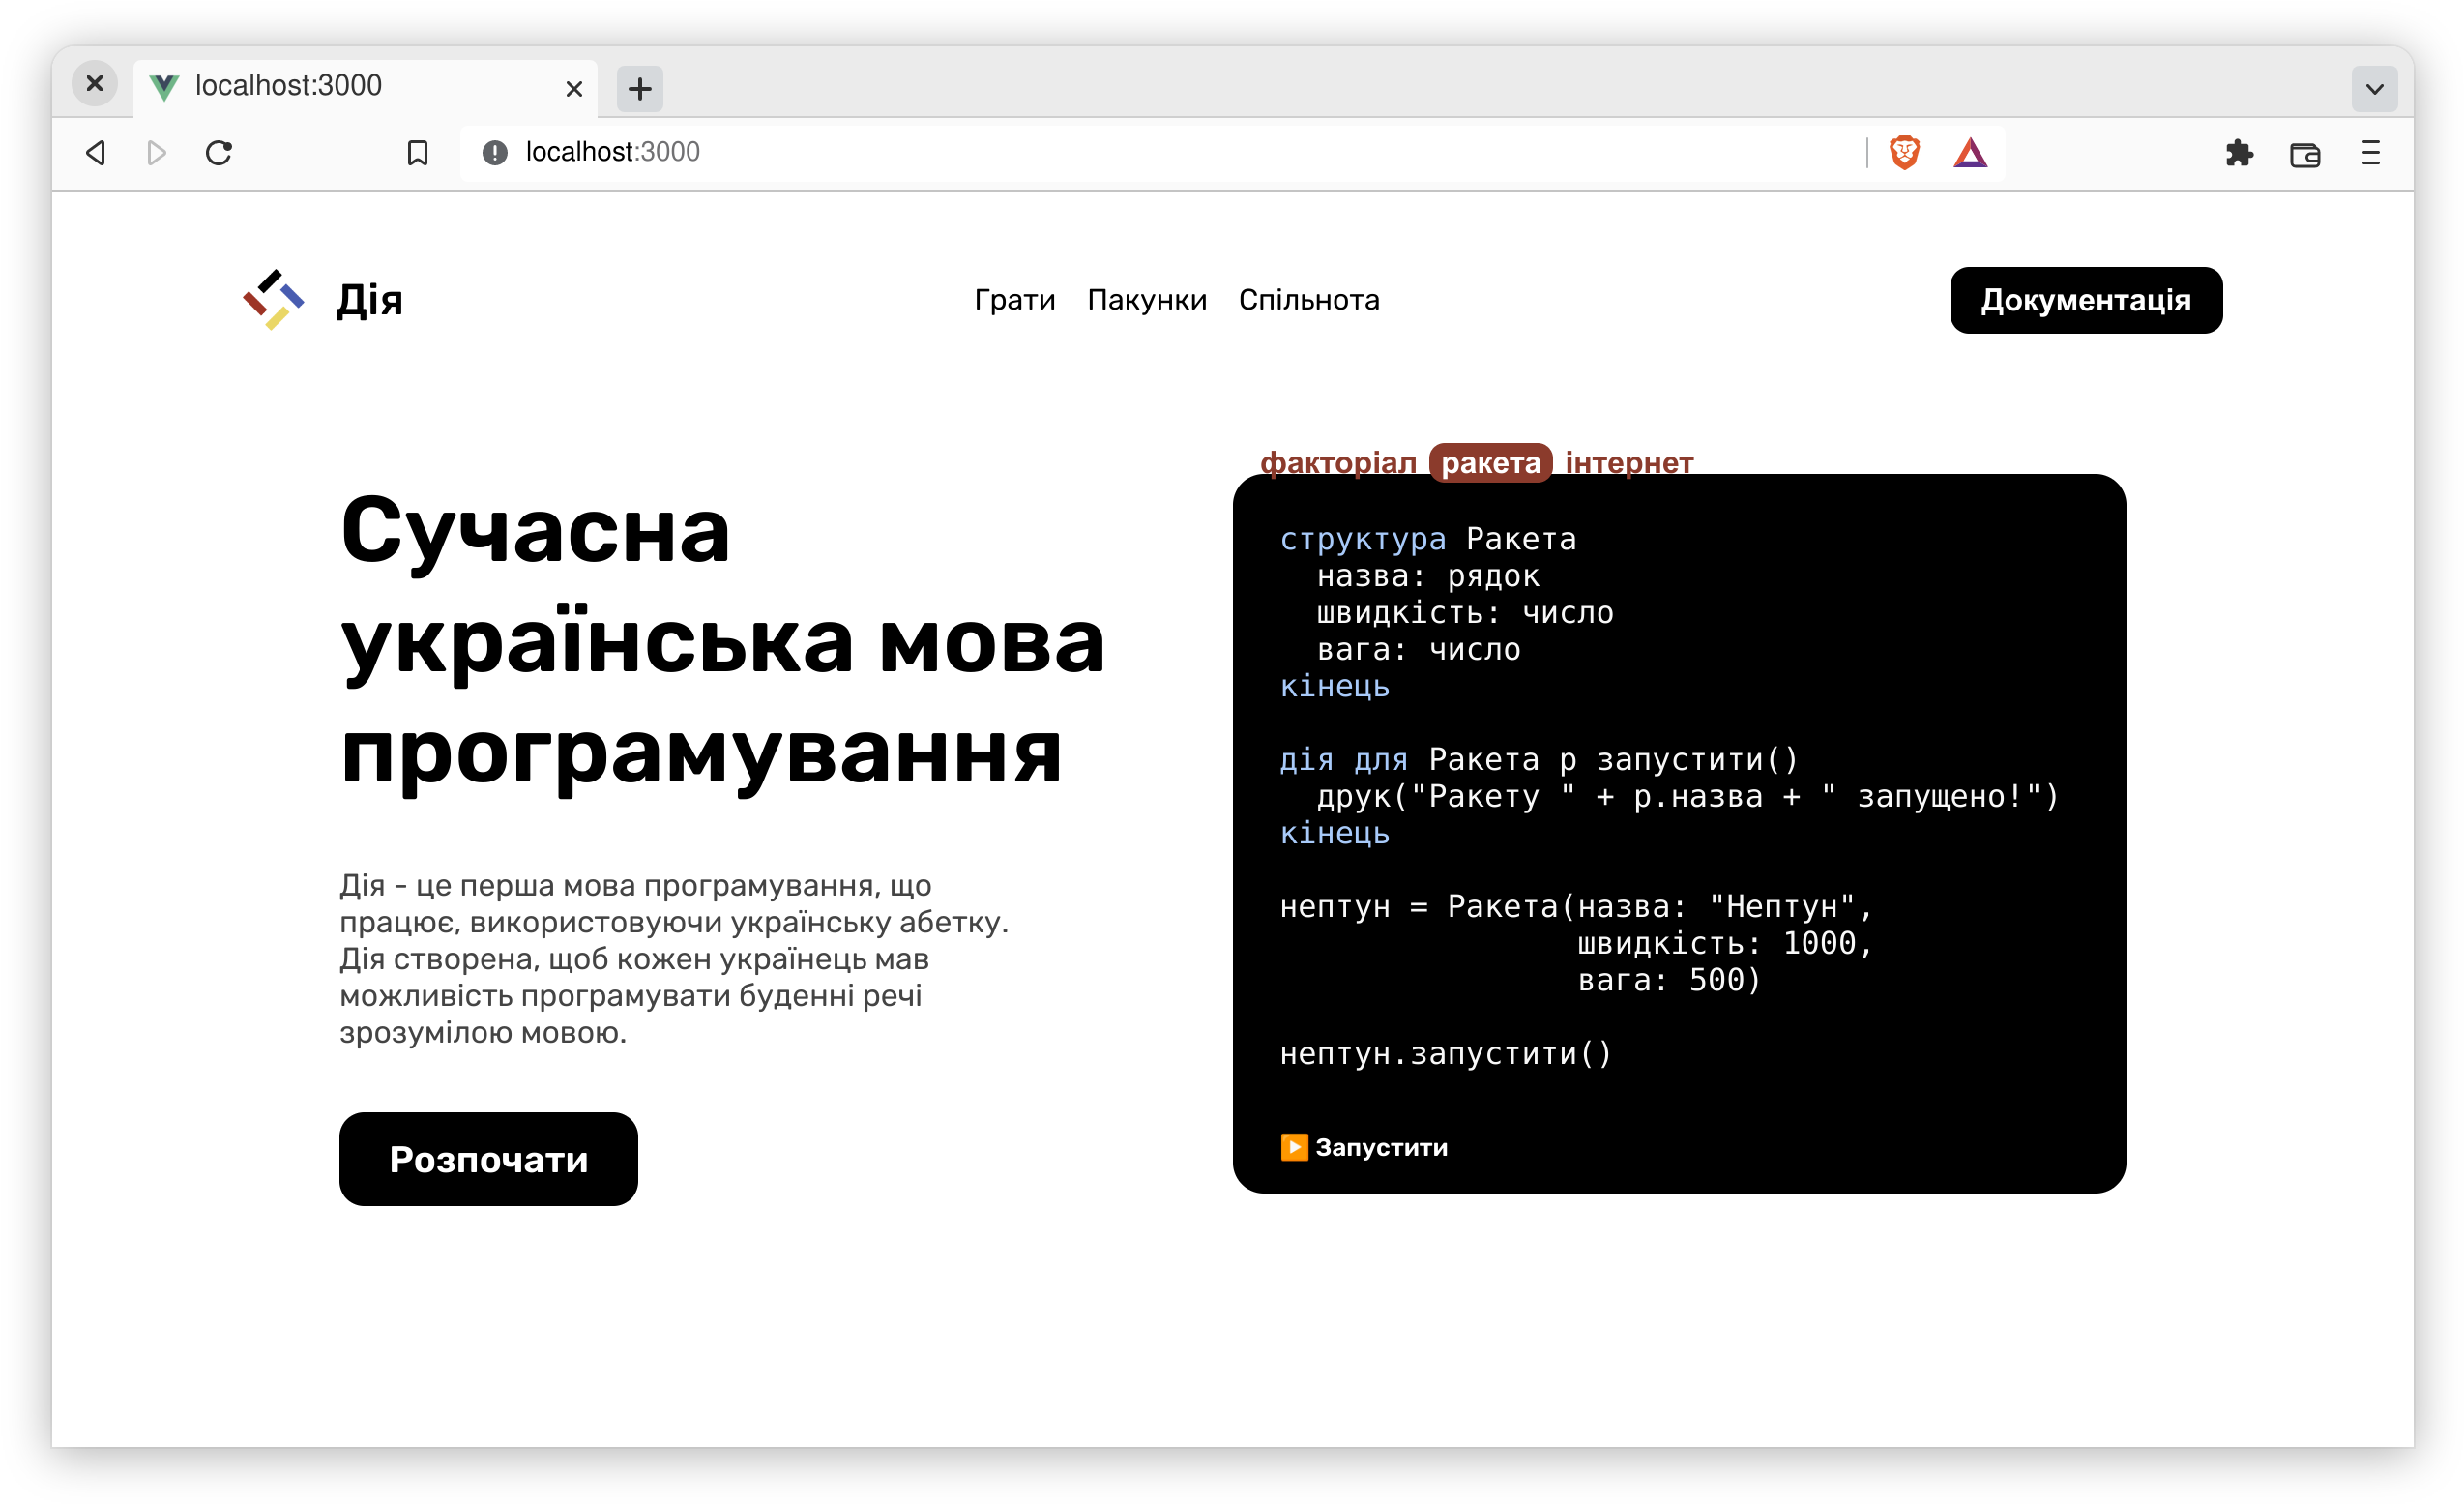 localhost:3000
localhost:3000
Дія
Грати Пакунки Спільнота
Документація
Сучасна
українська мова
програмування
Дія - це перша мова програмування, що
працює, використовуючи українську абетку.
Дія створена, щоб кожен українець мав
можливість програмувати буденні речі
зрозумілою мовою.
Розпочати
факторіал ракета інтернет
структура Ракета
  назва: рядок
  швидкість: число
  вага: число
кінець
дія для Ракета р запустити()
  друк("Ракету " + р.назва + " запущено!")
кінець
нептун = Ракета(назва: "Нептун",
                швидкість: 1000,
                вага: 500)
нептун.запустити()
Запустити